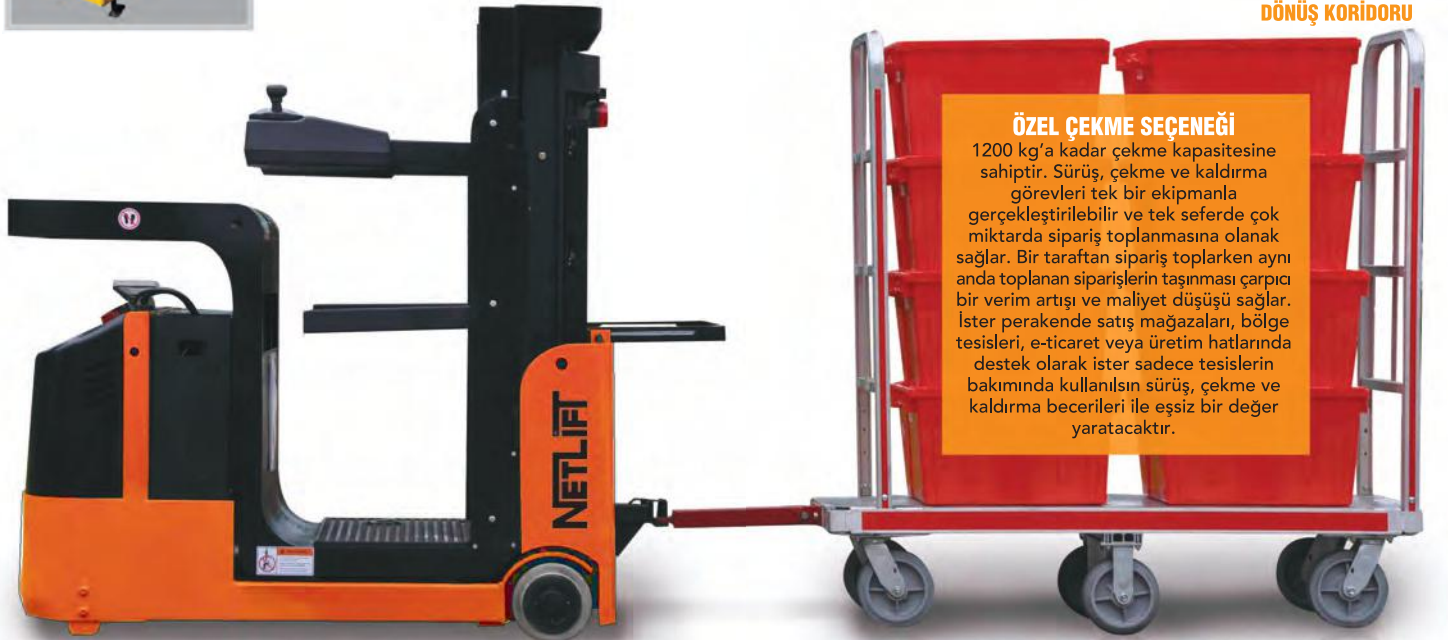 DÖNÜŞ KORİDORU
ÖZEL ÇEKME SEÇENEĞİ
1200 kg'a kadar çekme kapasitesine
sahiptir. Sürüş, çekme ve kaldırma
görevleri tek bir ekipmanla
gerçekleştirilebilir ve tek seferde çok
miktarda sipariş toplanmasına olanak
sağlar. Bir taraftan sipariş toplarken aynı
anda toplanan siparişlerin taşınması çarpıcı
bir verim artışı ve maliyet düşüşü sağlar.
İster perakende satış mağazaları, bölge
tesisleri, e-ticaret veya üretim hatlarında
destek olarak ister sadece tesislerin
bakımında kullanılsın sürüş, çekme ve
kaldırma becerileri ile eşsiz bir değer
yaratacaktır.
NETLİFT